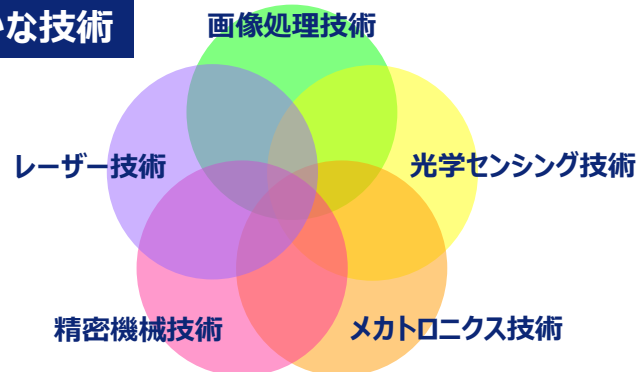 かな技術
画像処理技術
レーザー技術
光学センシング技術
精密機械技術
メカトロニクス技術